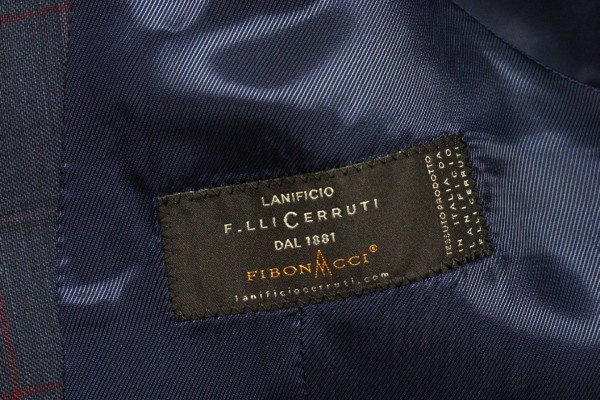 LANIFICIO
F.LLI CERRUTI
DAL 1881
FIBONACCI®
lanificiocerruti.com
TESSUTO PRODOTTO
IN ITALIA DA
LANIFICIO
F.LLI CERRUTI